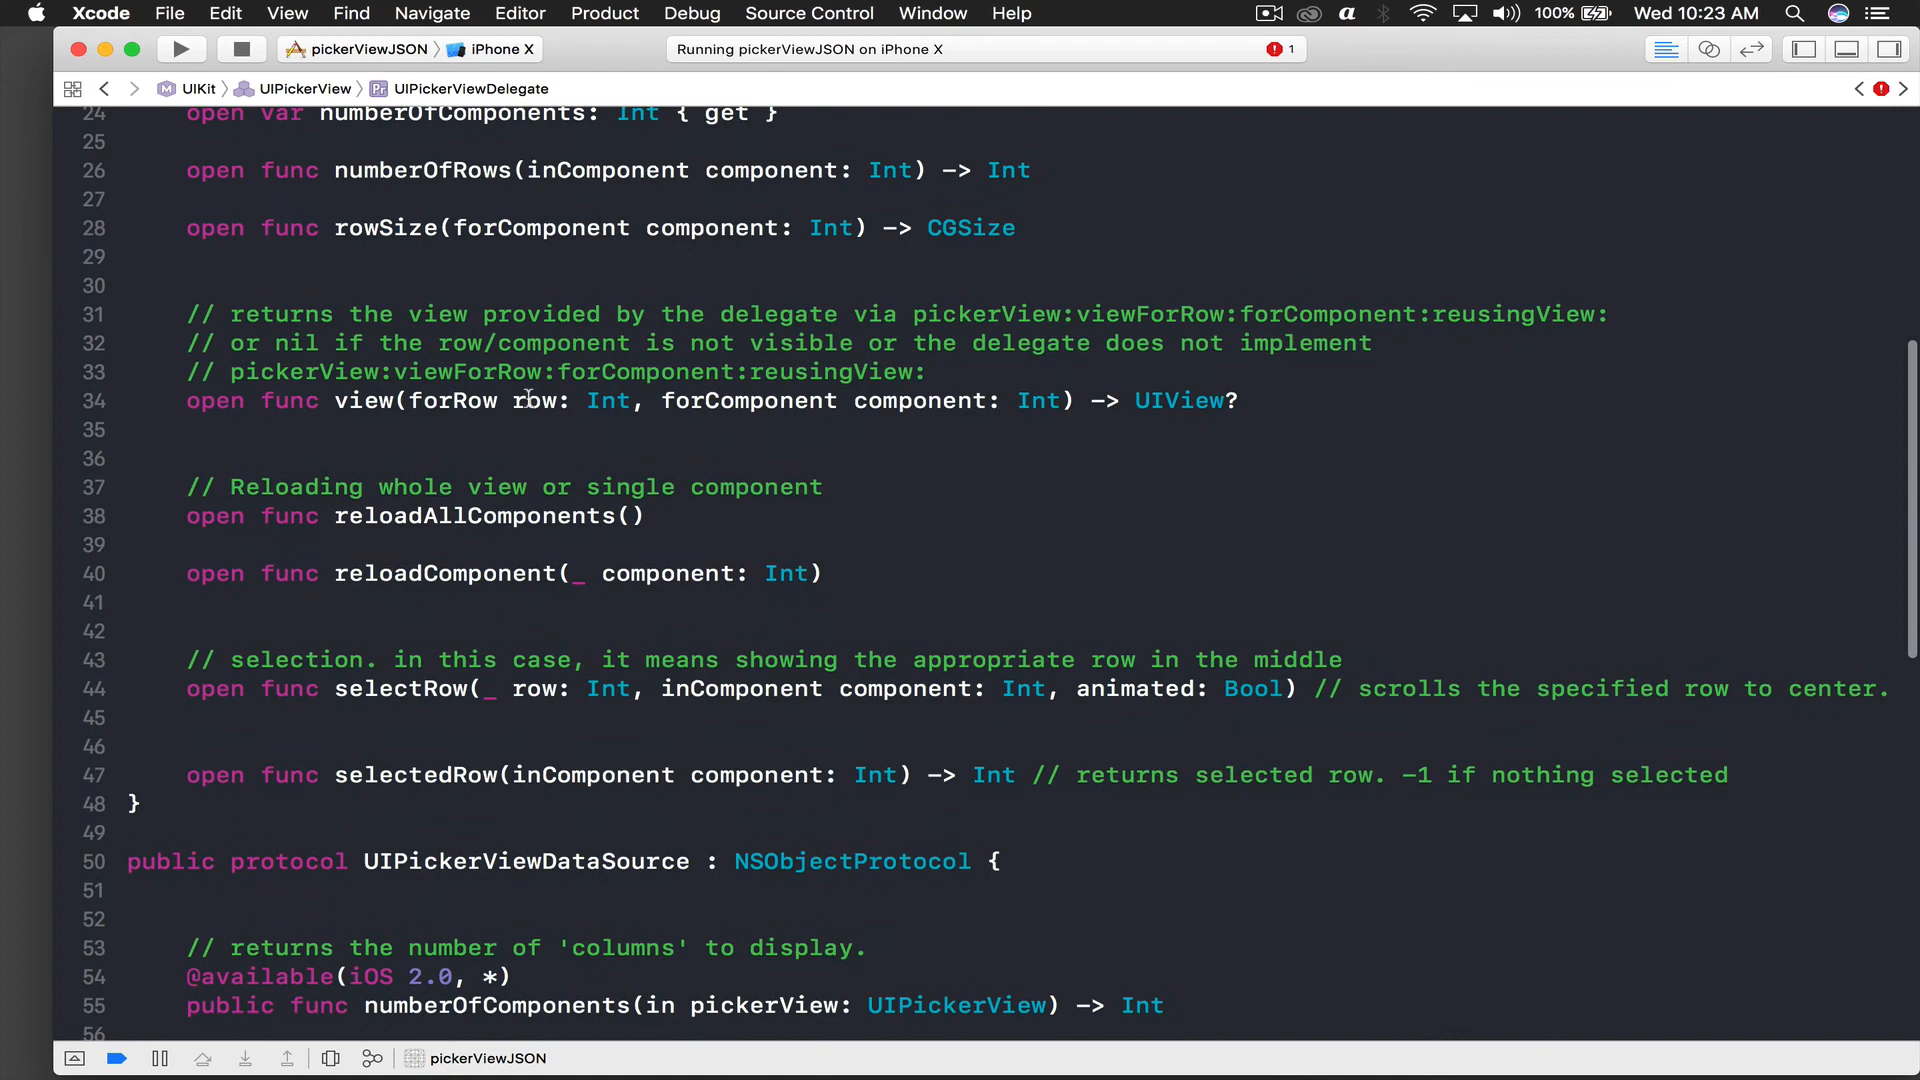 Xcode File Edit View Find Navigate Editor Product Debug Source Control Window Help 100% Wed 10:23 AM
pickerViewJSON iPhone X Running pickerViewJSON on iPhone X 1
UIKit UIPickerView UIPickerViewDelegate
24 open var numberOfComponents: Int { get }
25
26 open func numberOfRows(inComponent component: Int) -> Int
27
28 open func rowSize(forComponent component: Int) -> CGSize
29
30
31 // returns the view provided by the delegate via pickerView:viewForRow:forComponent:reusingView:
32 // or nil if the row/component is not visible or the delegate does not implement
33 // pickerView:viewForRow:forComponent:reusingView:
34 open func view(forRow row: Int, forComponent component: Int) -> UIView?
35
36
37 // Reloading whole view or single component
38 open func reloadAllComponents()
39
40 open func reloadComponent(_ component: Int)
41
42
43 // selection. in this case, it means showing the appropriate row in the middle
44 open func selectRow(_ row: Int, inComponent component: Int, animated: Bool) // scrolls the specified row to center.
45
46
47 open func selectedRow(inComponent component: Int) -> Int // returns selected row. -1 if nothing selected
48 }
49
50 public protocol UIPickerViewDataSource : NSObjectProtocol {
51
52
53 // returns the number of 'columns' to display.
54 @available(iOS 2.0, *)
55 public func numberOfComponents(in pickerView: UIPickerView) -> Int
56
pickerViewJSON